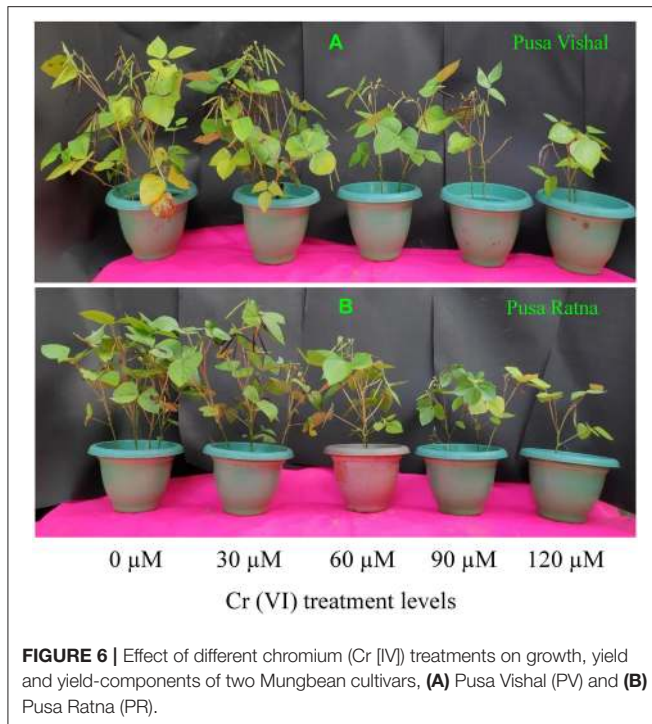 A
Pusa Vishal
B
Pusa Ratna
0 µM 30 µM 60 µM 90 µM 120 µM
Cr (VI) treatment levels
FIGURE 6 | Effect of different chromium (Cr [IV]) treatments on growth, yield
and yield-components of two Mungbean cultivars, (A) Pusa Vishal (PV) and (B)
Pusa Ratna (PR).